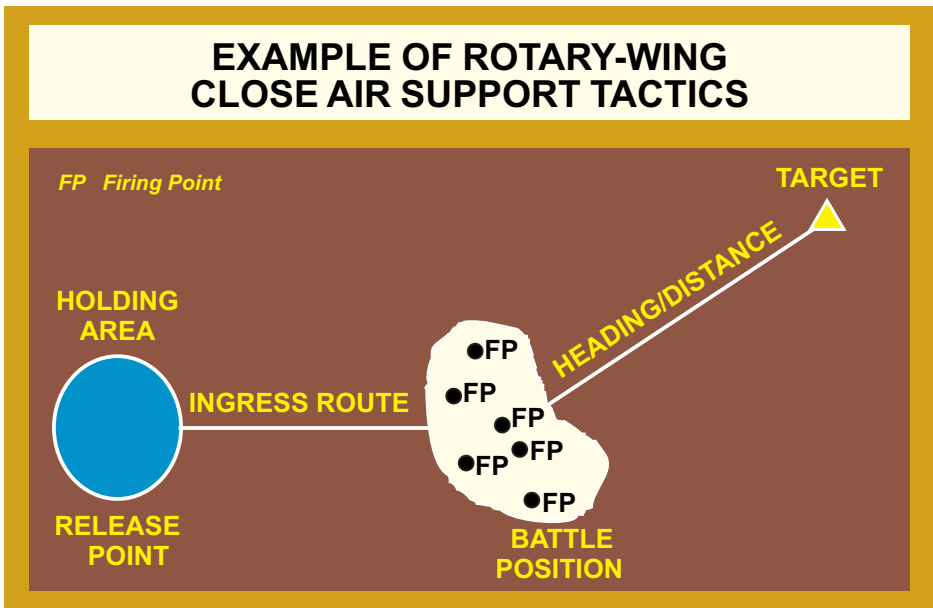 EXAMPLE OF ROTARY-WING
CLOSE AIR SUPPORT TACTICS
FP Firing Point
TARGET
HEADING/DISTANCE
HOLDING
AREA
INGRESS ROUTE
FP
FP
FP
FP
FP
FP
RELEASE
POINT
BATTLE
POSITION